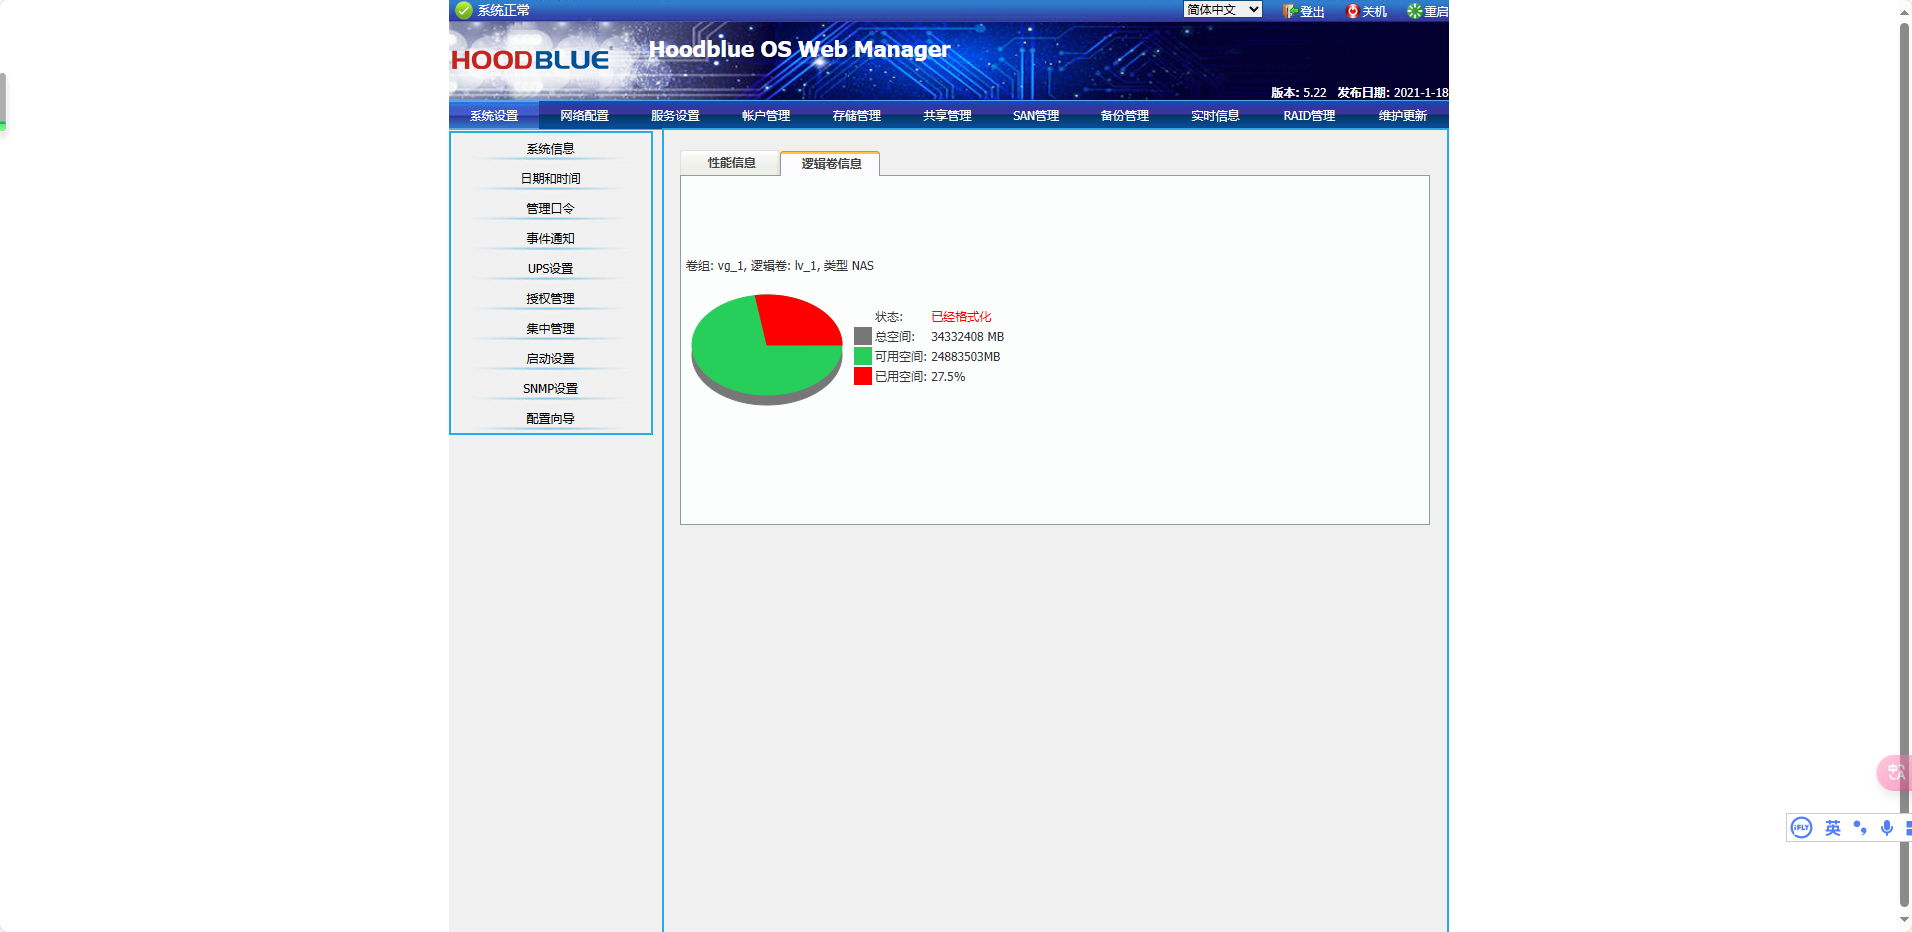 系统正常
简体中文
登出
关机
重启
HOODBLUE
Hoodblue OS Web Manager
版本: 5.22 发布日期: 2021-1-18
系统设置 网络配置 服务设置 帐户管理 存储管理 共享管理 SAN管理 备份管理 实时信息 RAID管理 维护更新
系统信息
日期和时间
管理口令
事件通知
UPS设置
授权管理
集中管理
启动设置
SNMP设置
配置向导
性能信息 逻辑卷信息
卷组: vg_1, 逻辑卷: lv_1, 类型 NAS
状态: 已经格式化
总空间: 34332408 MB
可用空间: 24883503MB
已用空间: 27.5%
中A
iFLY 英